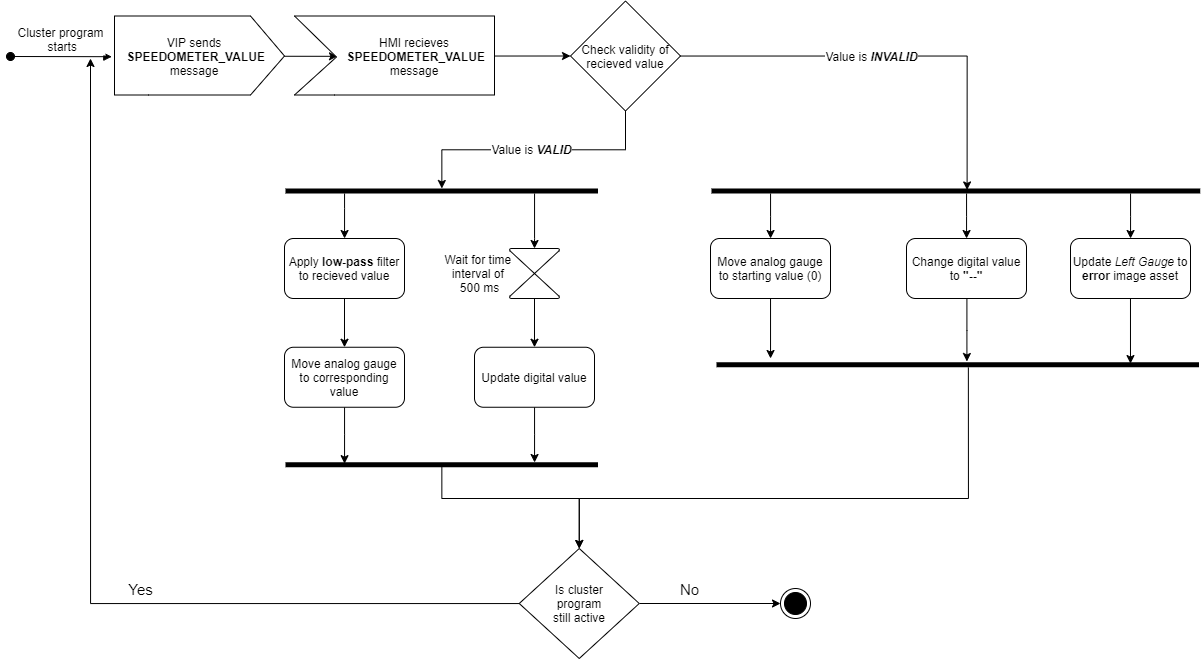 Cluster program
starts
VIP sends
SPEEDOMETER_VALUE
message
HMI recieves
SPEEDOMETER_VALUE
message
Check validity of
recieved value
Value is INVALID
Value is VALID
Apply low-pass filter
to recieved value
Wait for time
interval of
500 ms
Move analog gauge
to starting value (0)
Change digital value
to "--"
Update Left Gauge to
error image asset
Move analog gauge
to corresponding
value
Update digital value
Is cluster
program
still active
Yes
No